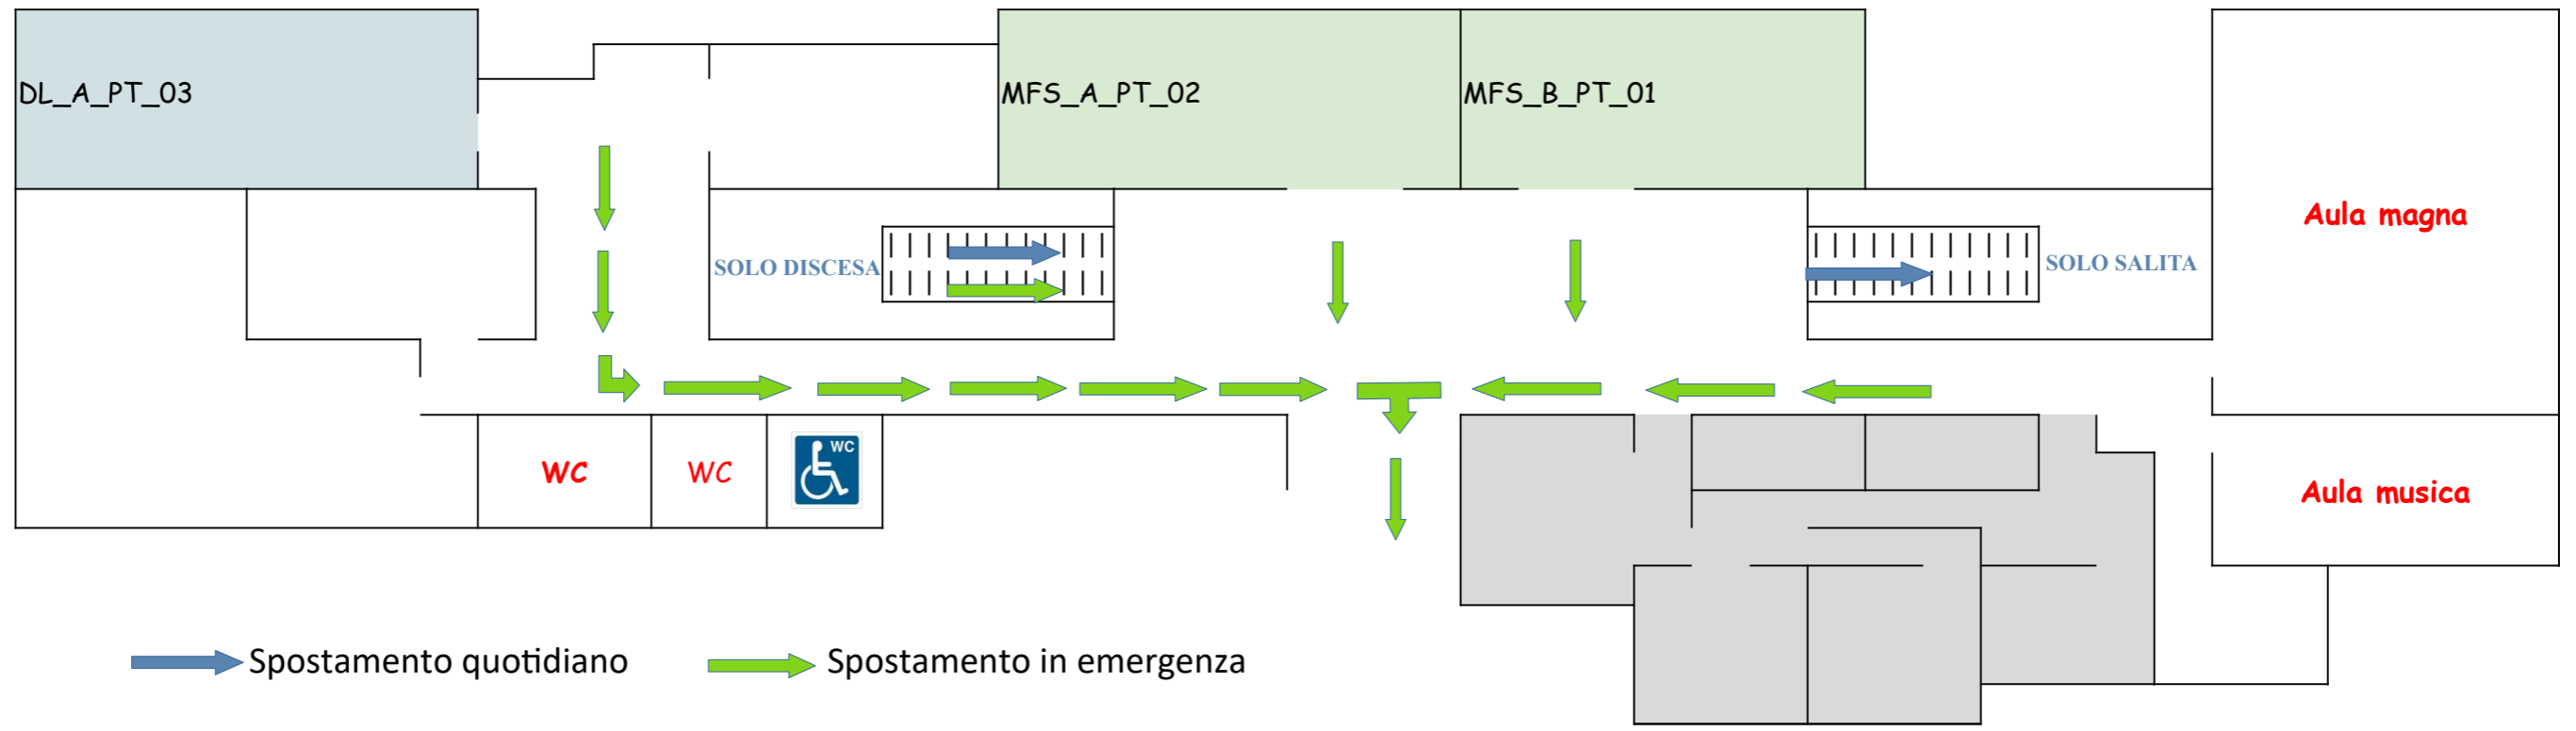 DL_A_PT_03
MFS_A_PT_02
MFS_B_PT_01
Aula magna
SOLO DISCESA
SOLO SALITA
WC
WC
WC
Aula musica
Spostamento quotidiano
Spostamento in emergenza